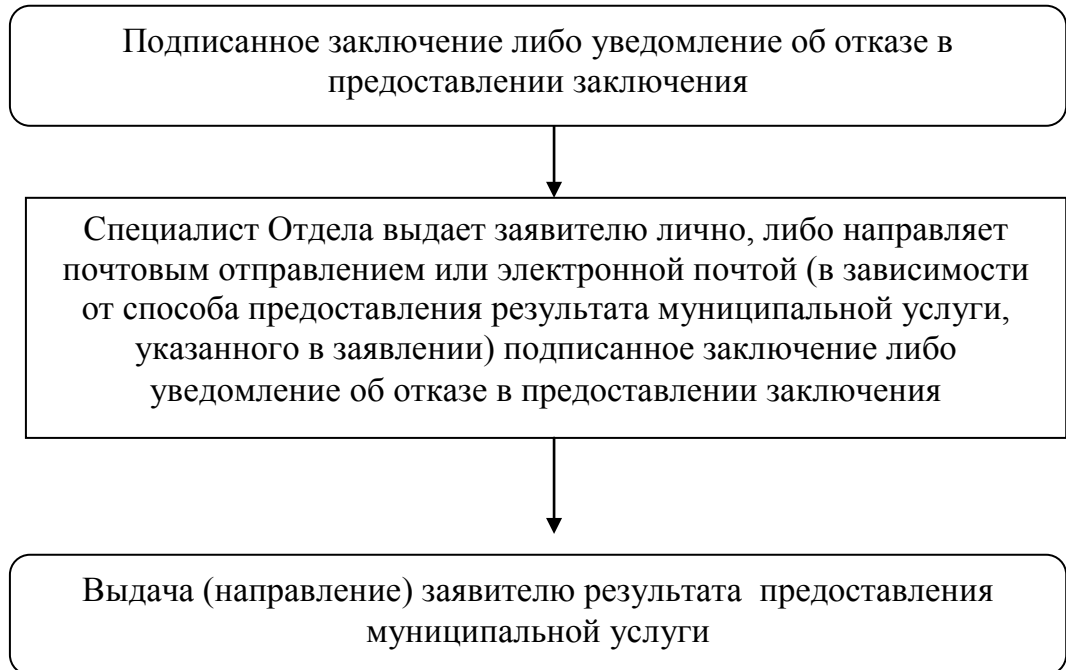 Подписанное заключение либо уведомление об отказе в
предоставлении заключения
Специалист Отдела выдает заявителю лично, либо направляет
почтовым отправлением или электронной почтой (в зависимости
от способа предоставления результата муниципальной услуги,
указанного в заявлении) подписанное заключение либо
уведомление об отказе в предоставлении заключения
Выдача (направление) заявителю результата предоставления
муниципальной услуги